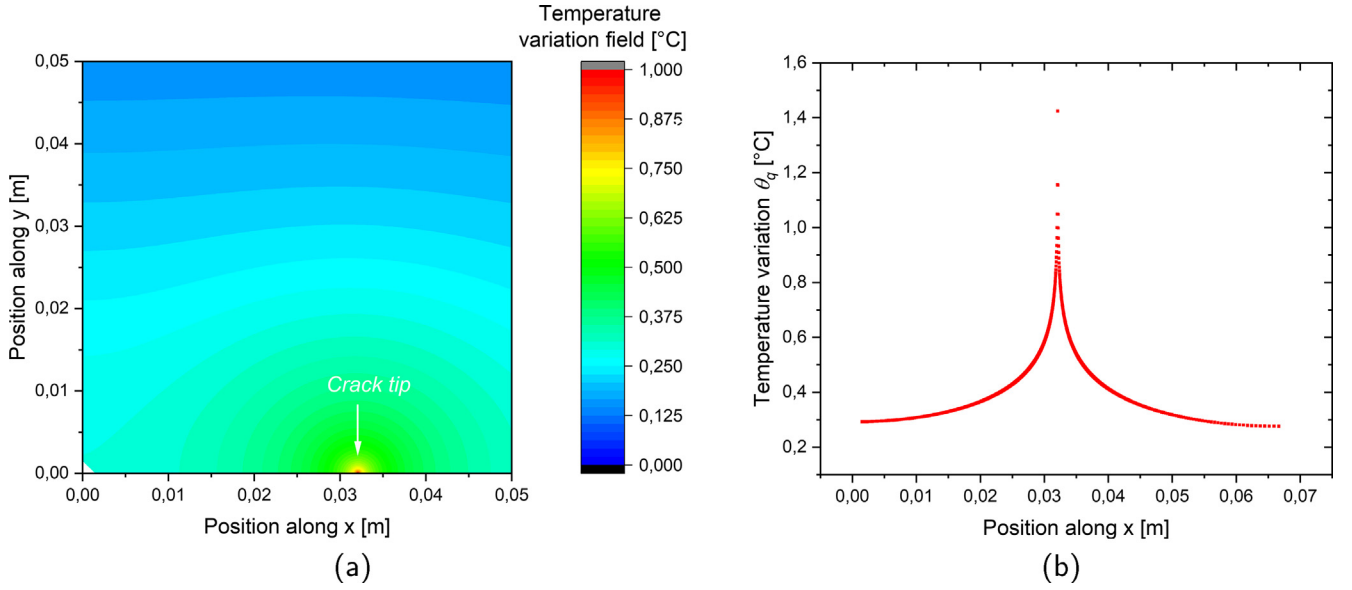 Temperature
variation field [°C]
0,05
0,04
0,03
0,02
0,01
0,00
Position along y [m]
Crack tip
0,00 0,01 0,02 0,03 0,04 0,05
Position along x [m]
1,000
0,875
0,750
0,625
0,500
0,375
0,250
0,125
0,000
(a)
1,6
1,4
1,2
1,0
0,8
0,6
0,4
0,2
Temperature variation θq [°C]
0,00 0,01 0,02 0,03 0,04 0,05 0,06 0,07
Position along x [m]
(b)